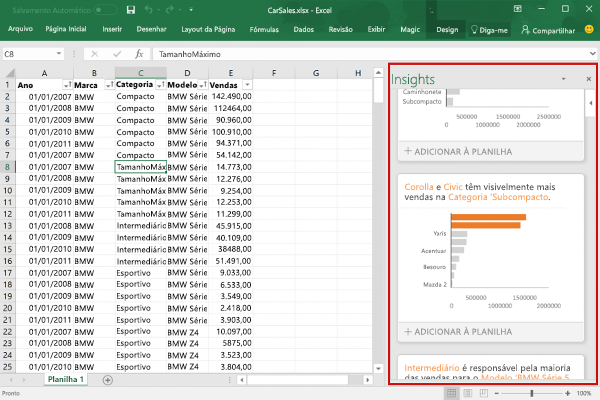 Salvamento Automático
CarSales.xlsx - Excel
Arquivo Página Inicial Inserir Desenhar Layout da Página Fórmulas Dados Revisão Exibir Magic Design Diga-me Compartilhar
C8 fx TamanhoMáximo
A B C D E F G H
1 Ano Marca Categoria Modelo Vendas
2 01/01/2007 BMW Compacto BMW Série 142.490,00
3 01/01/2008 BMW Compacto BMW Série 112464,00
4 01/01/2009 BMW Compacto BMW Série 90.960,00
5 01/01/2010 BMW Compacto BMW Série 100.910,00
6 01/01/2011 BMW Compacto BMW Série 94.371,00
7 01/01/2007 BMW Compacto BMW Série 54.142,00
8 01/01/2007 BMW TamanhoMáx BMW Série 14.773,00
9 01/01/2008 BMW TamanhoMáx BMW Série 12.276,00
10 01/01/2009 BMW TamanhoMáx BMW Série 9.254,00
11 01/01/2010 BMW TamanhoMáx BMW Série 12.253,00
12 01/01/2011 BMW TamanhoMáx BMW Série 11.299,00
13 01/01/2008 BMW Intermediário BMW Série 45.915,00
14 01/01/2009 BMW Intermediário BMW Série 40.109,00
15 01/01/2010 BMW Intermediário BMW Série 38488,00
16 01/01/2011 BMW Intermediário BMW Série 51.491,00
17 01/01/2007 BMW Esportivo BMW Série 9.033,00
18 01/01/2008 BMW Esportivo BMW Série 6.533,00
19 01/01/2009 BMW Esportivo BMW Série 3.549,00
20 01/01/2010 BMW Esportivo BMW Série 2.418,00
21 01/01/2011 BMW Esportivo BMW Série 3.903,00
22 01/01/2007 BMW Esportivo BMW Z4 10.097,00
23 01/01/2008 BMW Esportivo BMW Z4 5875,00
24 01/01/2009 BMW Esportivo BMW Z4 3.523,00
25 01/01/2010 BMW Esportivo BMW Z4 3.804,00
Planilha 1
Pronto
100%
Insights
Caminhonete
Subcompacto
500000 1500000
0 1000000 2000000
ADICIONAR À PLANILHA
Corolla e Civic têm visivelmente mais
vendas na Categoria 'Subcompacto.
Yaris
Acentuar
Besouro
Mazda 2
500000 1500000
0 1000000
ADICIONAR À PLANILHA
Intermediário é responsável pela maioria
das vendas para o Modelo 'BMW Série 5